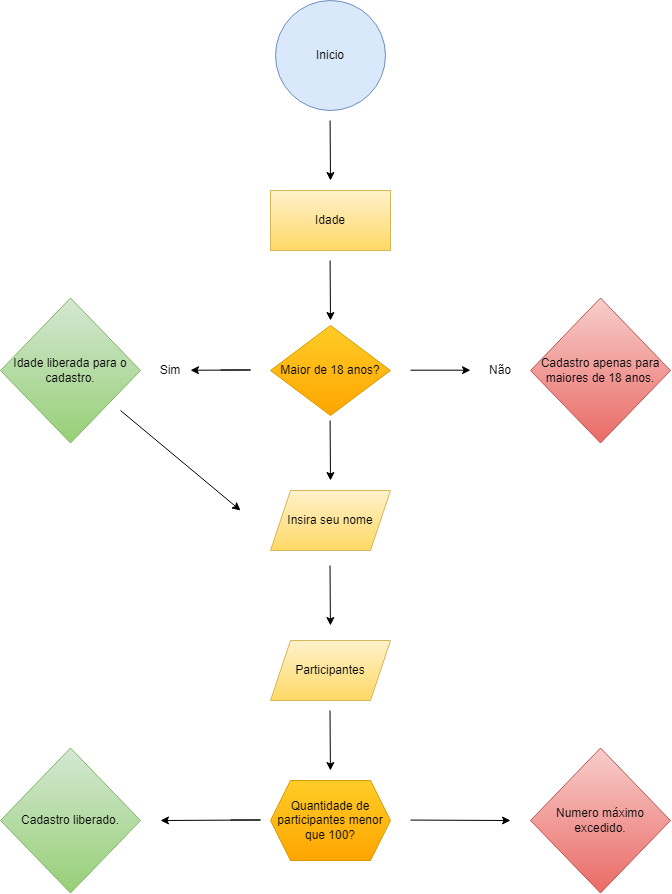 Inicio
Idade
Idade liberada para o
cadastro.
Sim
Maior de 18 anos?
Não
Cadastro apenas para
maiores de 18 anos.
Insira seu nome
Participantes
Cadastro liberado.
Quantidade de
participantes menor
que 100?
Numero máximo
excedido.